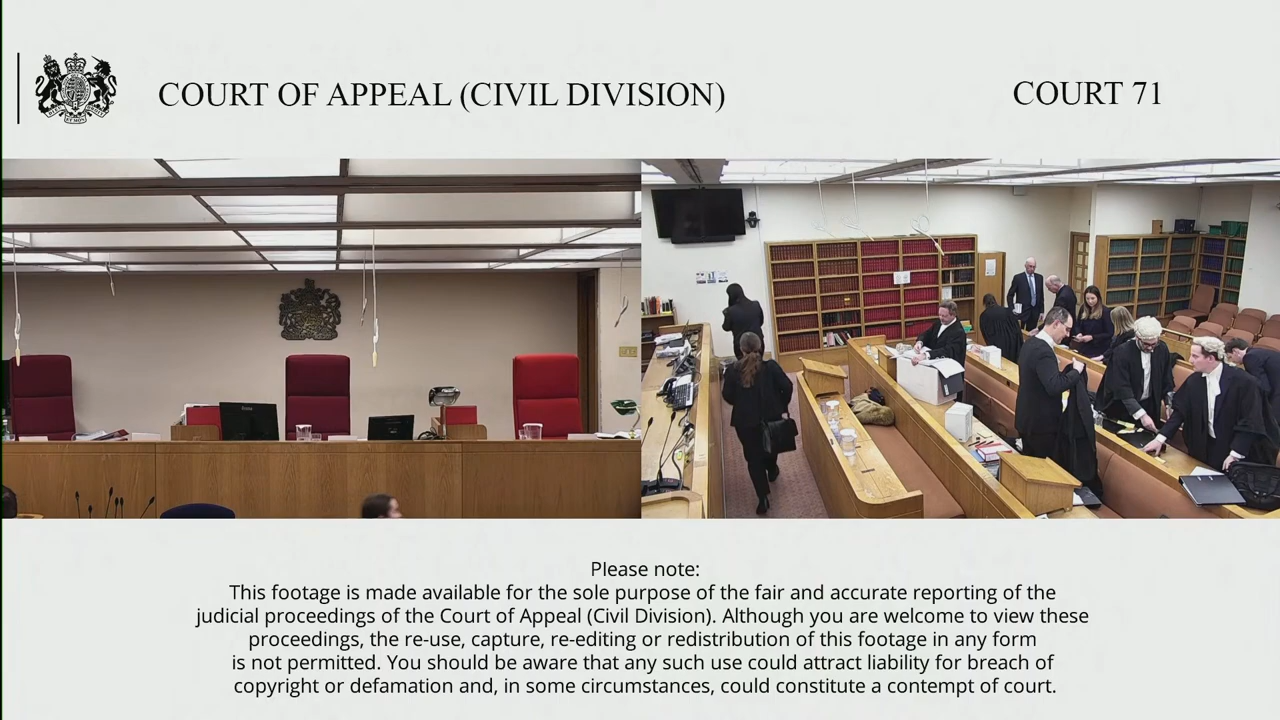 COURT OF APPEAL (CIVIL DIVISION)
COURT 71
Please note:
This footage is made available for the sole purpose of the fair and accurate reporting of the
judicial proceedings of the Court of Appeal (Civil Division). Although you are welcome to view these
proceedings, the re-use, capture, re-editing or redistribution of this footage in any form
is not permitted. You should be aware that any such use could attract liability for breach of
copyright or defamation and, in some circumstances, could constitute a contempt of court.